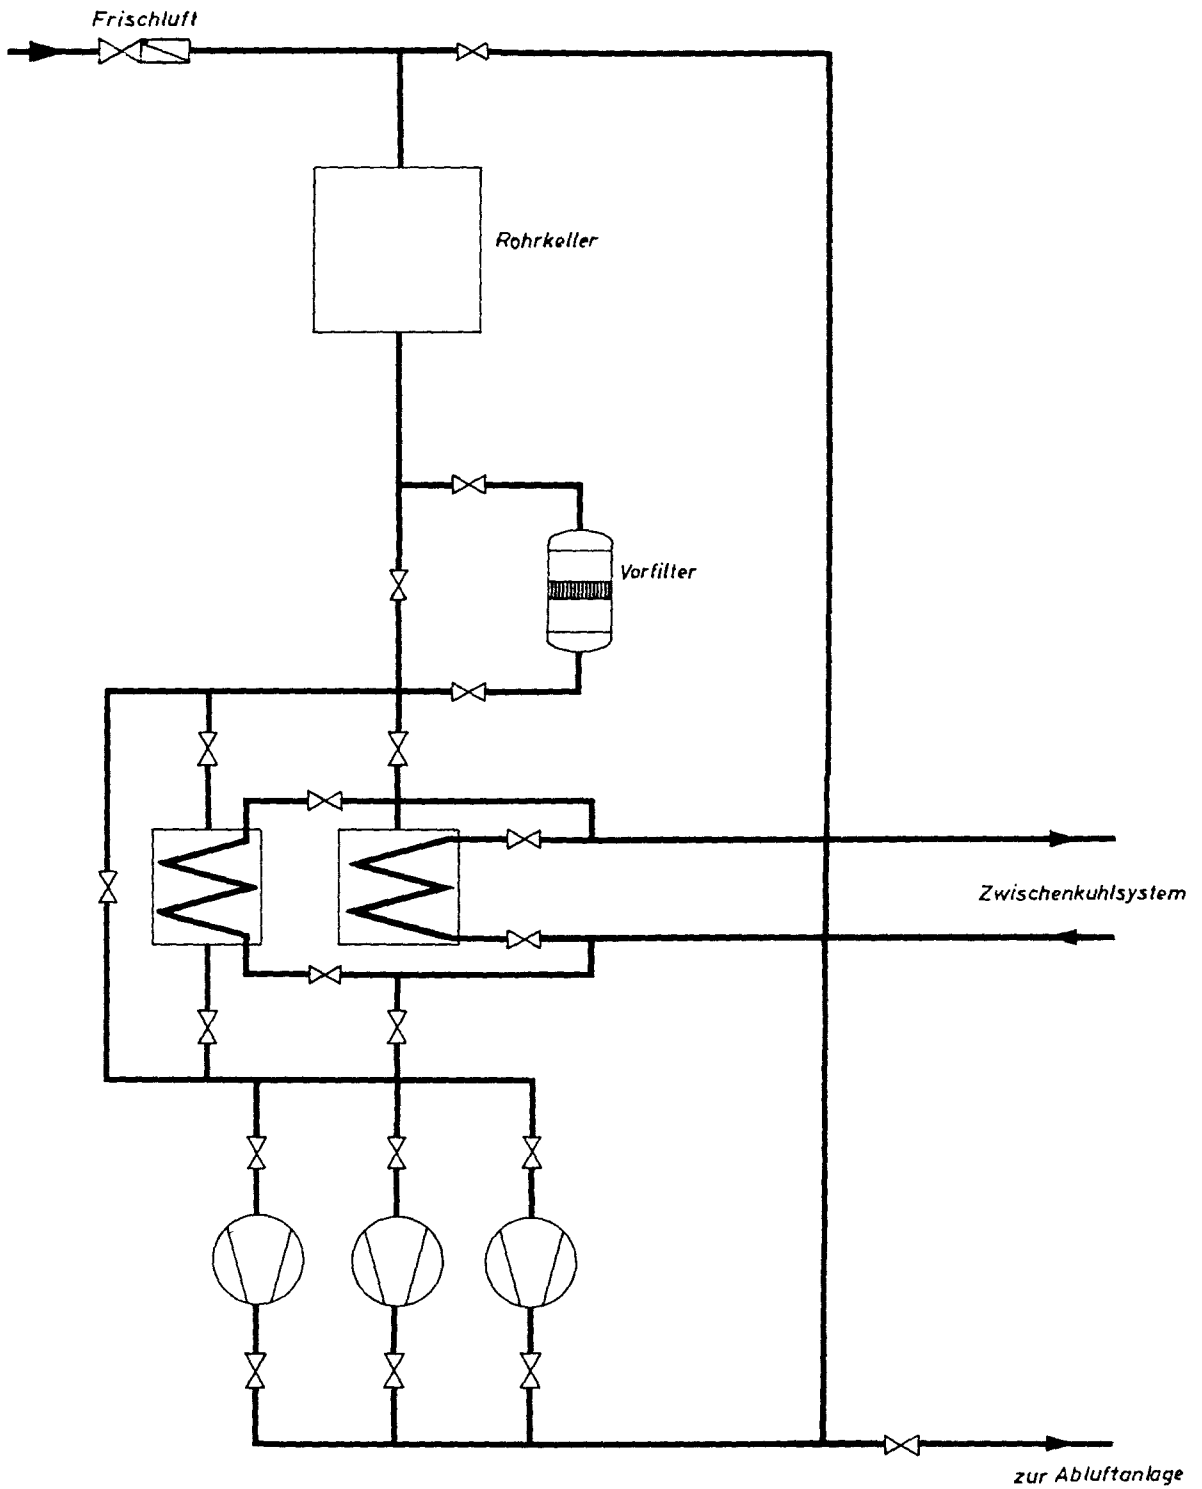 Frischluft
Rohrkeller
Vorfilter
Zwischenkuhlsystem
zur Abluftanlage